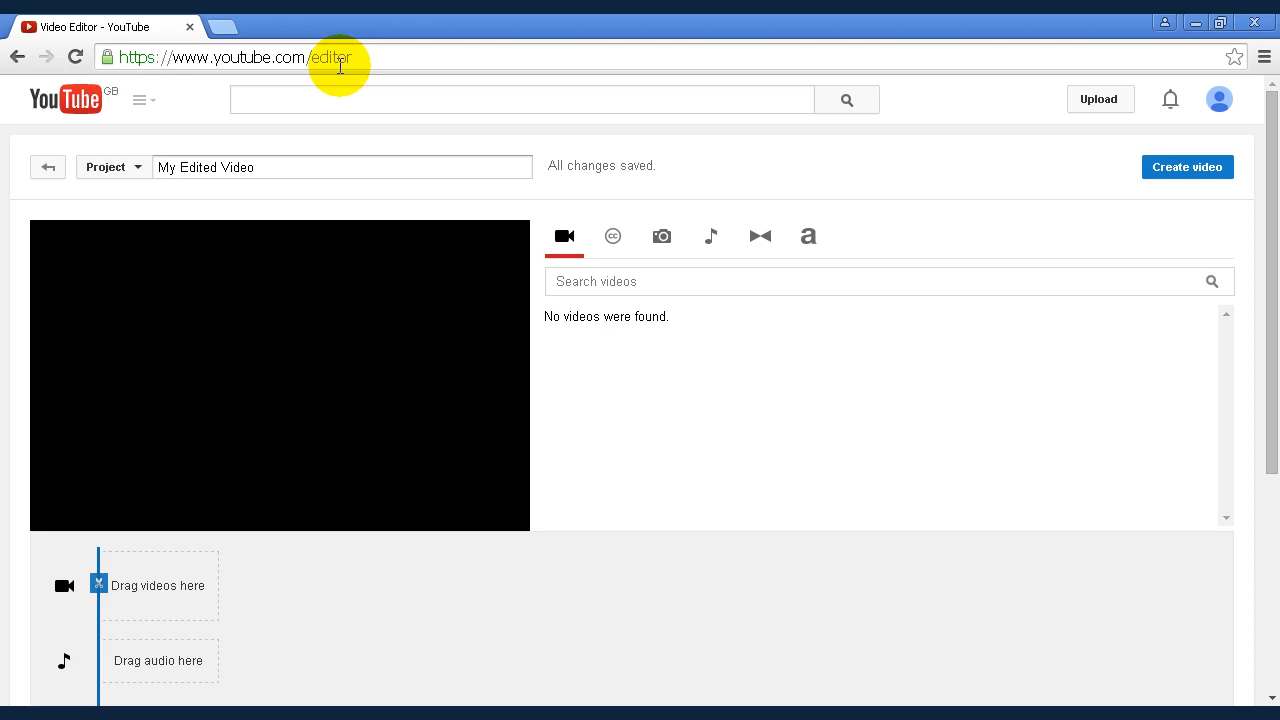 Video Editor - YouTube
https://www.youtube.com/editor
YouTube GB
Upload
Project
My Edited Video
All changes saved.
Create video
cc
a
Search videos
No videos were found.
Drag videos here
Drag audio here